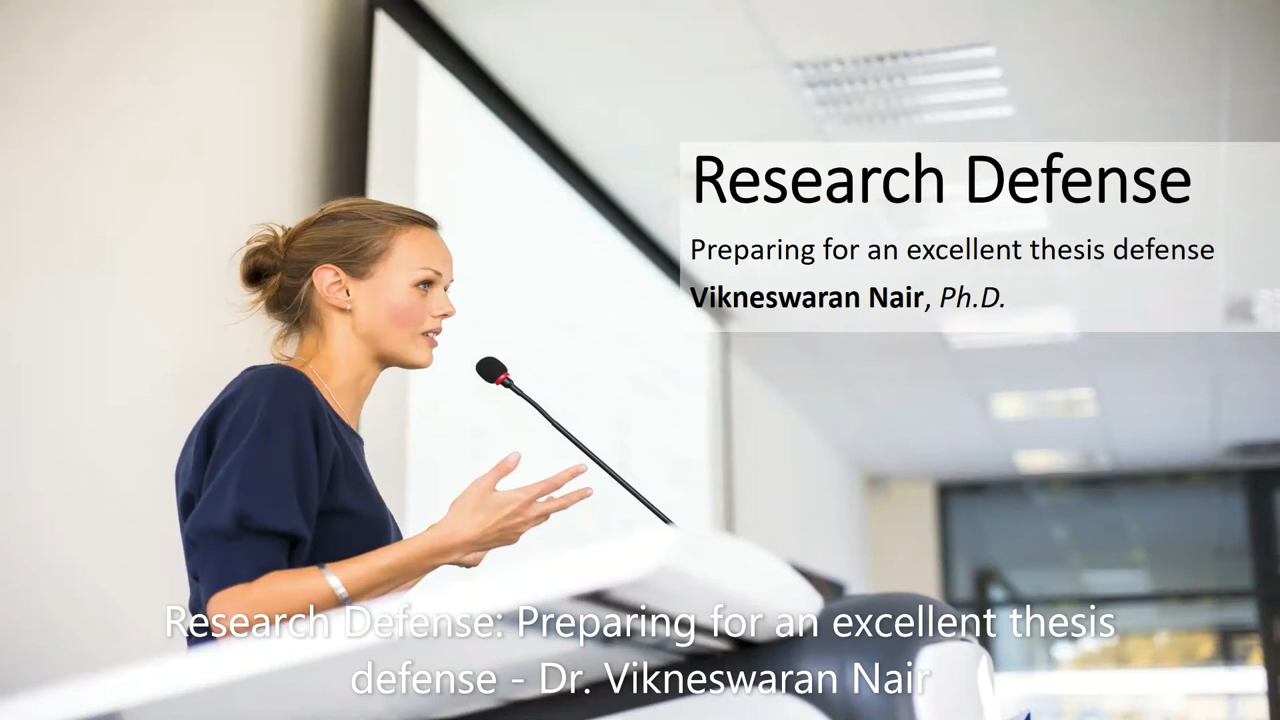 Research Defense
Preparing for an excellent thesis defense
Vikneswaran Nair, Ph.D.
Research Defense: Preparing for an excellent thesis
defense - Dr. Vikneswaran Nair